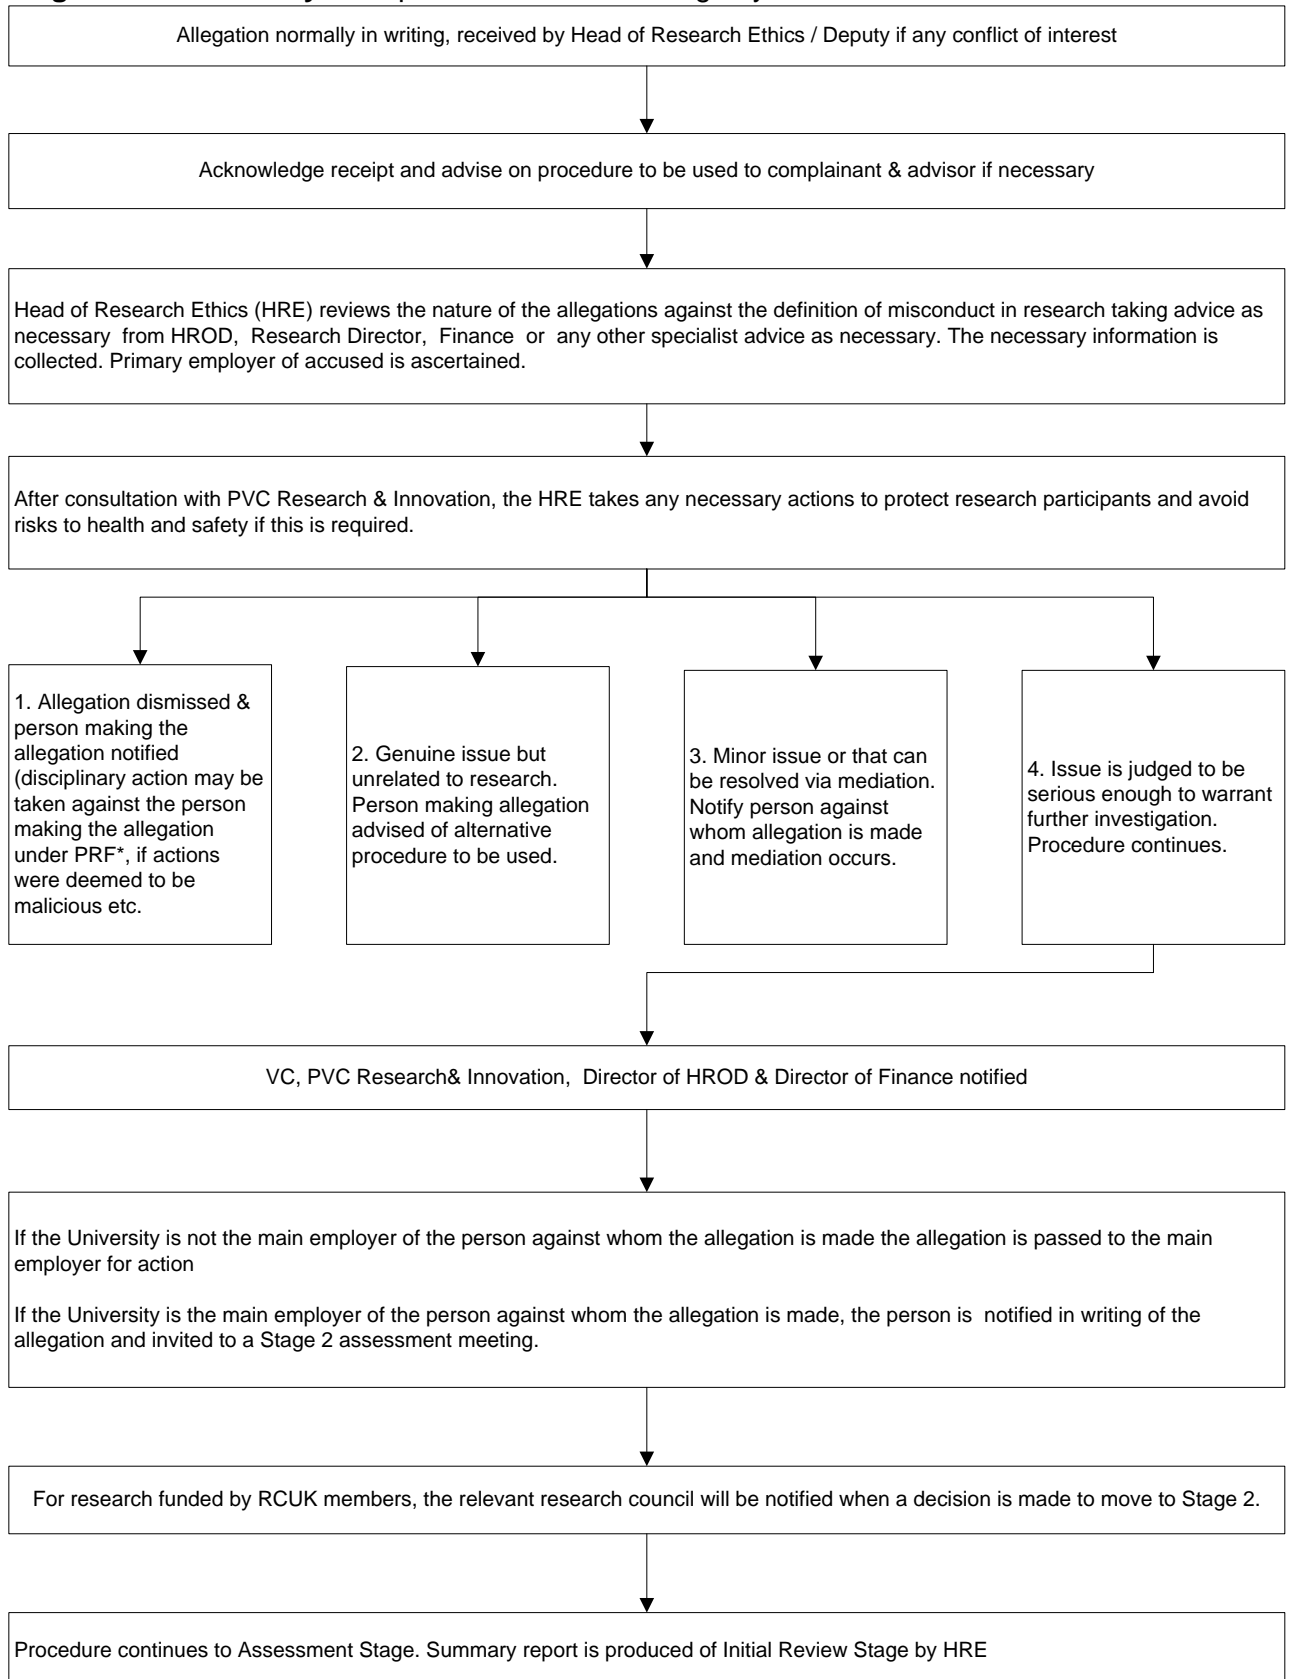 Allegation normally in writing, received by Head of Research Ethics / Deputy if any conflict of interest
Acknowledge receipt and advise on procedure to be used to complainant & advisor if necessary
Head of Research Ethics (HRE) reviews the nature of the allegations against the definition of misconduct in research taking advice as
necessary from HROD, Research Director, Finance or any other specialist advice as necessary. The necessary information is
collected. Primary employer of accused is ascertained.
After consultation with PVC Research & Innovation, the HRE takes any necessary actions to protect research participants and avoid
risks to health and safety if this is required.
1. Allegation dismissed &
person making the
allegation notified
(disciplinary action may be
taken against the person
making the allegation
under PRF*, if actions
were deemed to be
malicious etc.
2. Genuine issue but
unrelated to research.
Person making allegation
advised of alternative
procedure to be used.
3. Minor issue or that can
be resolved via mediation.
Notify person against
whom allegation is made
and mediation occurs.
4. Issue is judged to be
serious enough to warrant
further investigation.
Procedure continues.
VC, PVC Research& Innovation, Director of HROD & Director of Finance notified
If the University is not the main employer of the person against whom the allegation is made the allegation is passed to the main
employer for action
If the University is the main employer of the person against whom the allegation is made, the person is notified in writing of the
allegation and invited to a Stage 2 assessment meeting.
For research funded by RCUK members, the relevant research council will be notified when a decision is made to move to Stage 2.
Procedure continues to Assessment Stage. Summary report is produced of Initial Review Stage by HRE